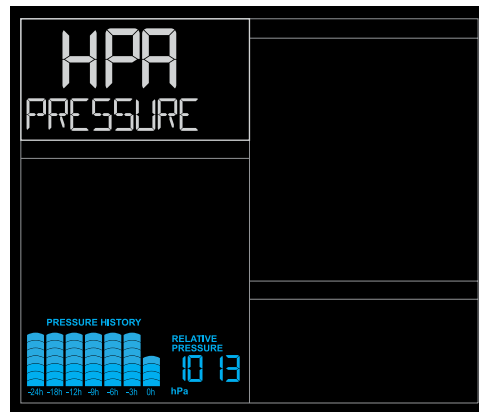 HPA
PRESSURE
PRESSURE HISTORY
RELATIVE
PRESSURE
1013
-24h -18h -12h -9h -6h -3h 0h hPa